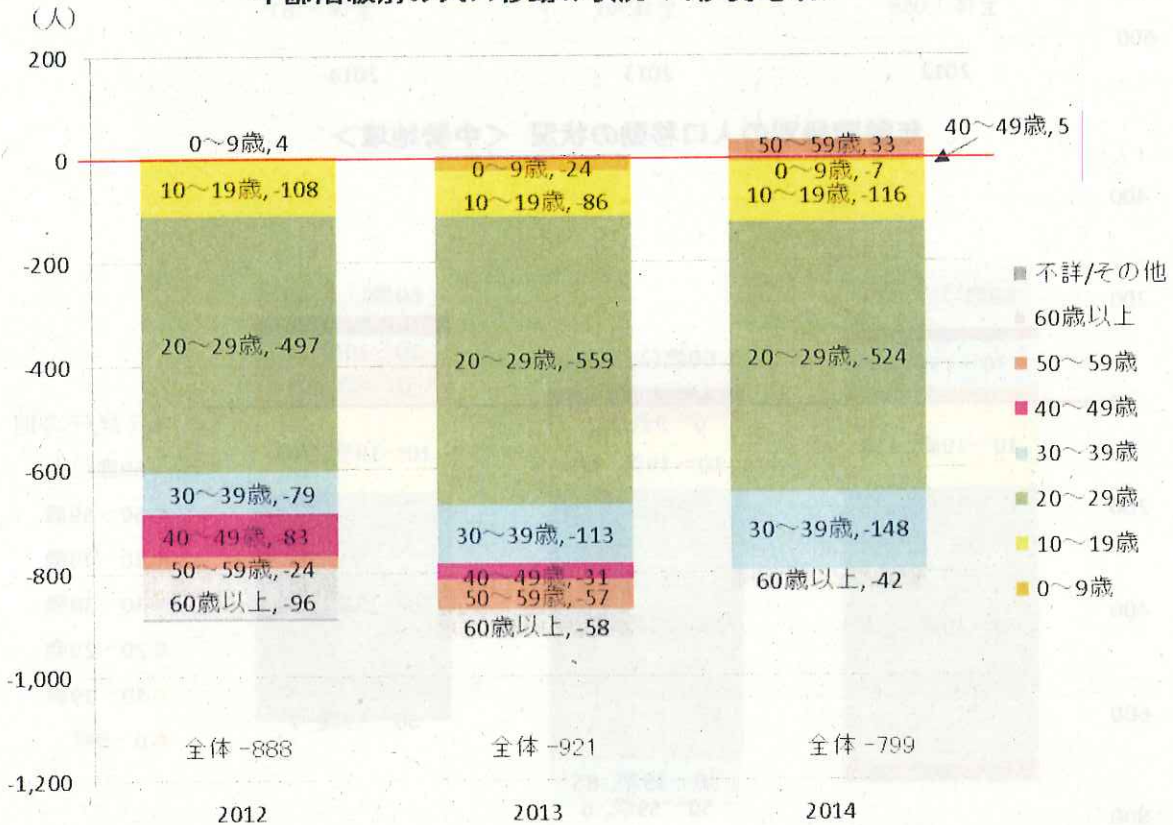 （人）
200
0
-200
-400
-600
-800
-1,000
-1,200
0～9歳, 4
10～19歳, -108
20～29歳, -497
30～39歳, -79
40～49歳, -83
50～59歳, -24
60歳以上, -96
全体 -888
2012
0～9歳, -24
10～19歳, -86
20～29歳, -559
30～39歳, -113
40～49歳, -31
50～59歳, -57
60歳以上, -58
全体 -921
2013
40～49歳, 5
50～59歳, 33
0～9歳, -7
10～19歳, -116
20～29歳, -524
30～39歳, -148
60歳以上, -42
全体 -799
2014
不詳/その他
60歳以上
50～59歳
40～49歳
30～39歳
20～29歳
10～19歳
0～9歳